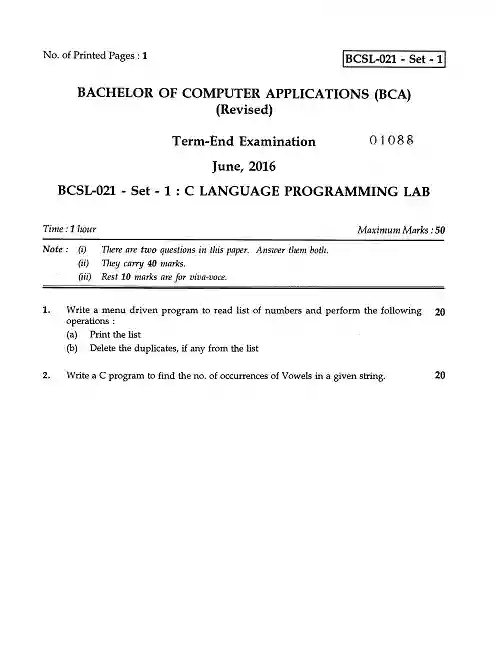 No. of Printed Pages : 1
BCSL-021 - Set - 1
BACHELOR OF COMPUTER APPLICATIONS (BCA)
(Revised)
Term-End Examination
01088
June, 2016
BCSL-021 - Set - 1 : C LANGUAGE PROGRAMMING LAB
Time : 1 hour Maximum Marks : 50
Note : (i) There are two questions in this paper. Answer them both.
(ii) They carry 40 marks.
(iii) Rest 10 marks are for viva-voce.
1. Write a menu driven program to read list of numbers and perform the following 20
operations :
(a) Print the list
(b) Delete the duplicates, if any from the list
2. Write a C program to find the no. of occurrences of Vowels in a given string. 20